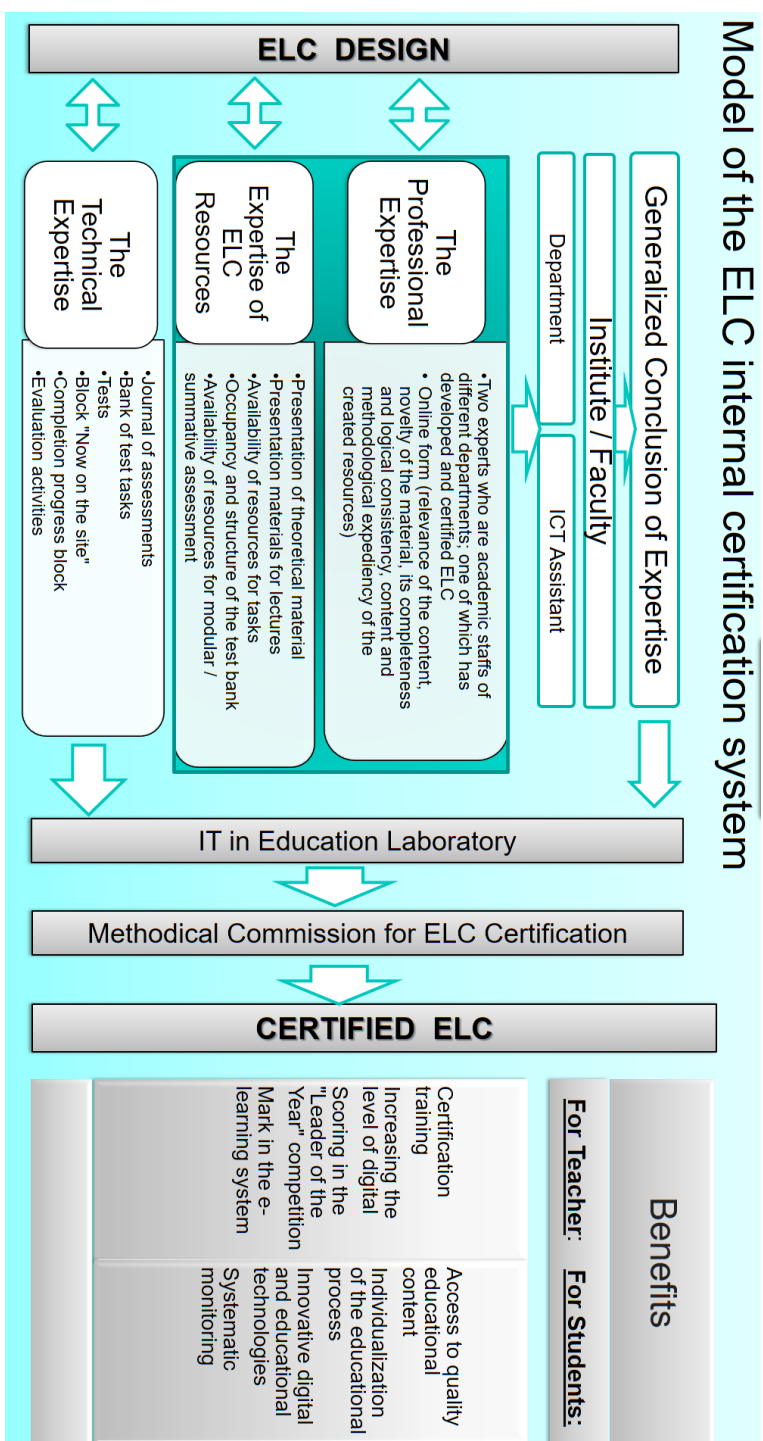 Model of the ELC internal certification system
ELC DESIGN
Generalized Conclusion of Expertise
Institute / Faculty
Department
ICT Assistant
The
Professional
Expertise
•Two experts who are academic staffs of
different departments; one of which has
developed and certified ELC
• Online form (relevance of the content,
novelty of the material, its completeness
and logical consistency, content and
methodological expediency of the
created resources)
The
Expertise of
ELC
Resources
•Presentation of theoretical material
•Presentation materials for lectures
•Availability of resources for tasks
•Occupancy and structure of the test bank
•Availability of resources for modular /
summative assessment
The
Technical
Expertise
•Journal of assessments
•Bank of test tasks
•Tests
•Block "Now on the site"
•Completion progress block
•Evaluation activities
IT in Education Laboratory
Methodical Commission for ELC Certification
CERTIFIED ELC
Benefits
For Teacher:
For Students:
Certification
training
Increasing the
level of digital
Scoring in the
"Leader of the
Year" competition
Mark in the e-
learning system
Access to quality
educational
content
Individualization
of the educational
process
Innovative digital
and educational
technologies
Systematic
monitoring